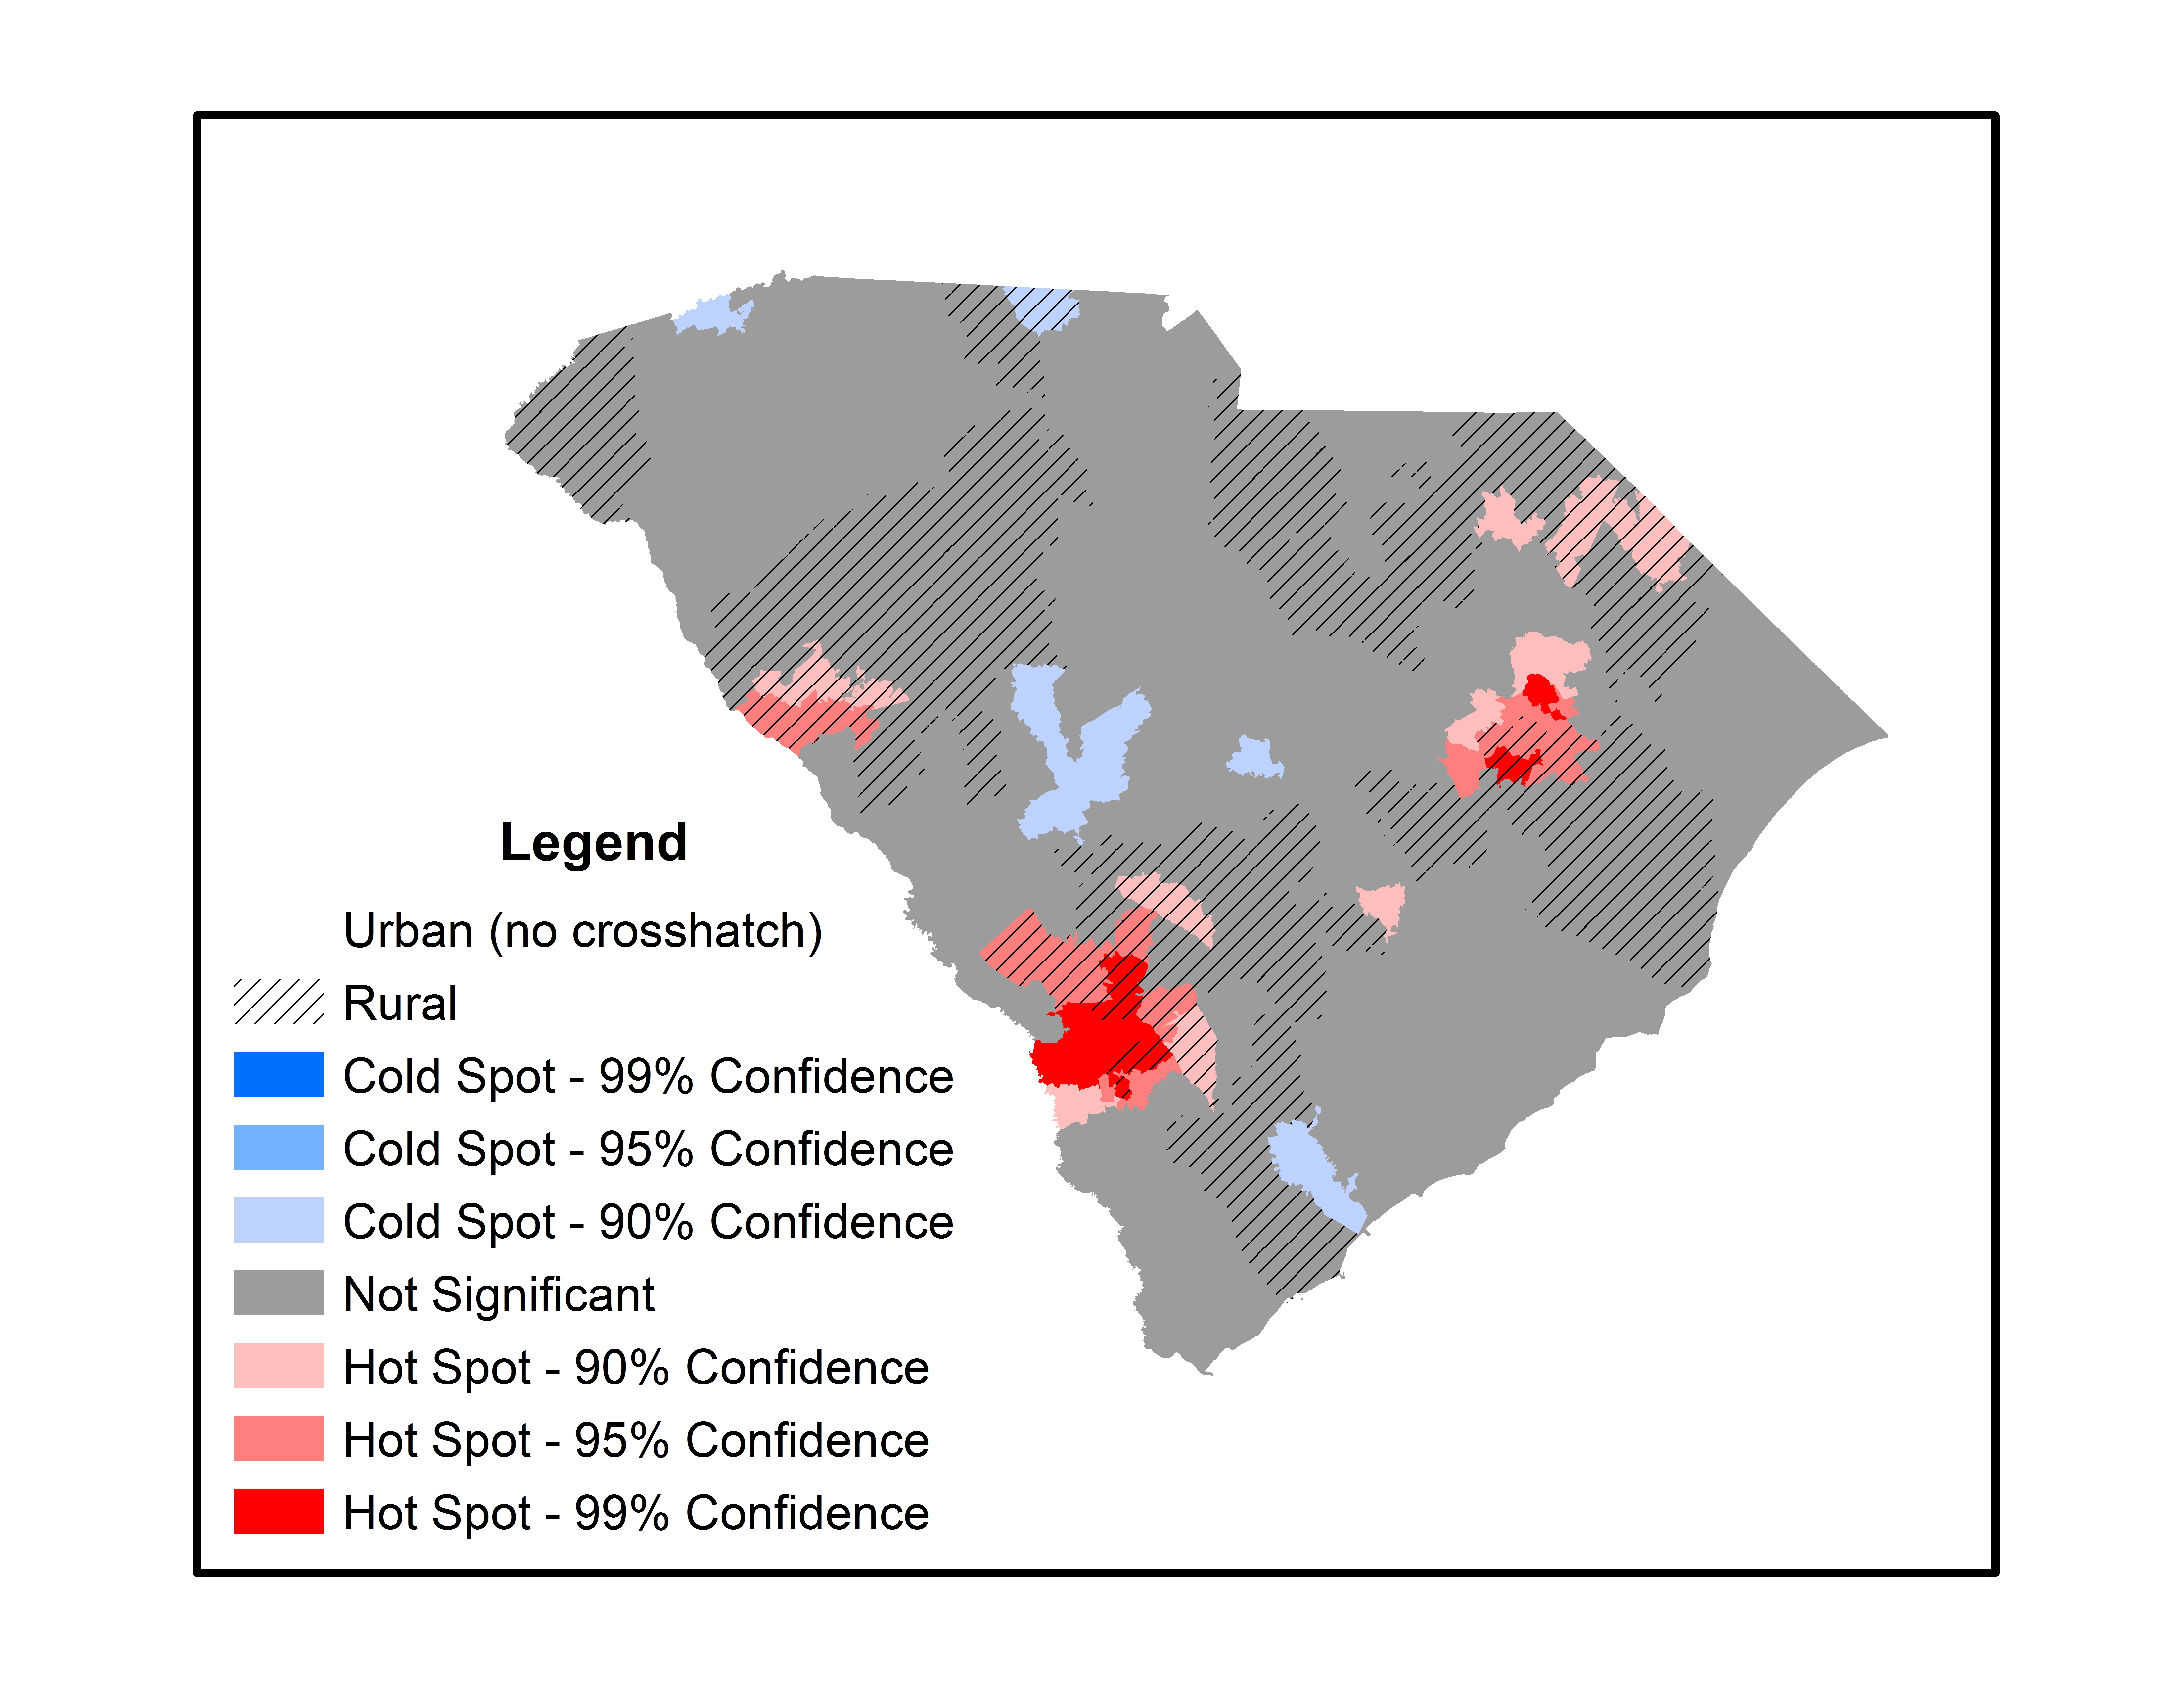 Legend
Urban (no crosshatch)
Rural
Cold Spot - 99% Confidence
Cold Spot - 95% Confidence
Cold Spot - 90% Confidence
Not Significant
Hot Spot - 90% Confidence
Hot Spot - 95% Confidence
Hot Spot - 99% Confidence